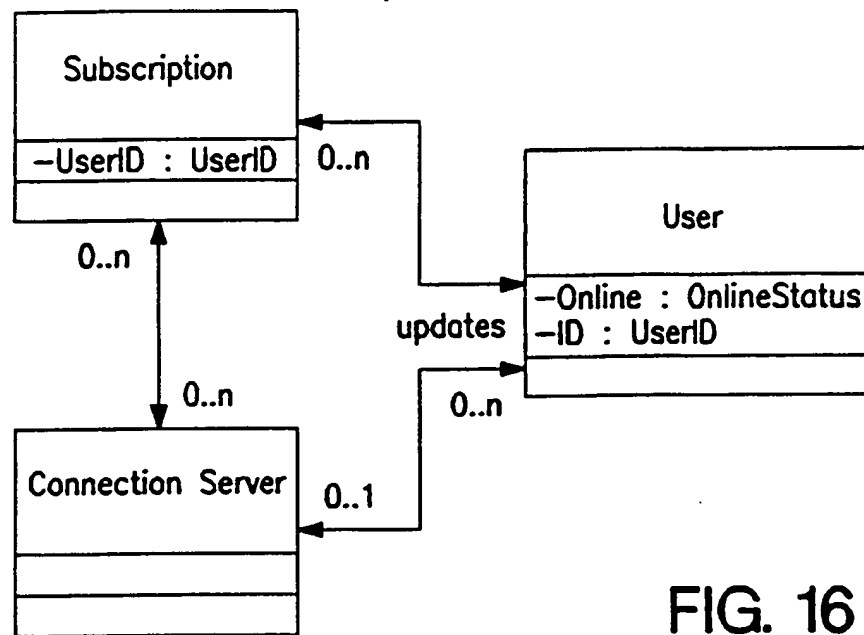 Subscription
-UserID : UserID
0..n
0..n
User
-Online : OnlineStatus
-ID : UserID
updates
0..n
0..n
Connection Server
0..1
FIG. 16